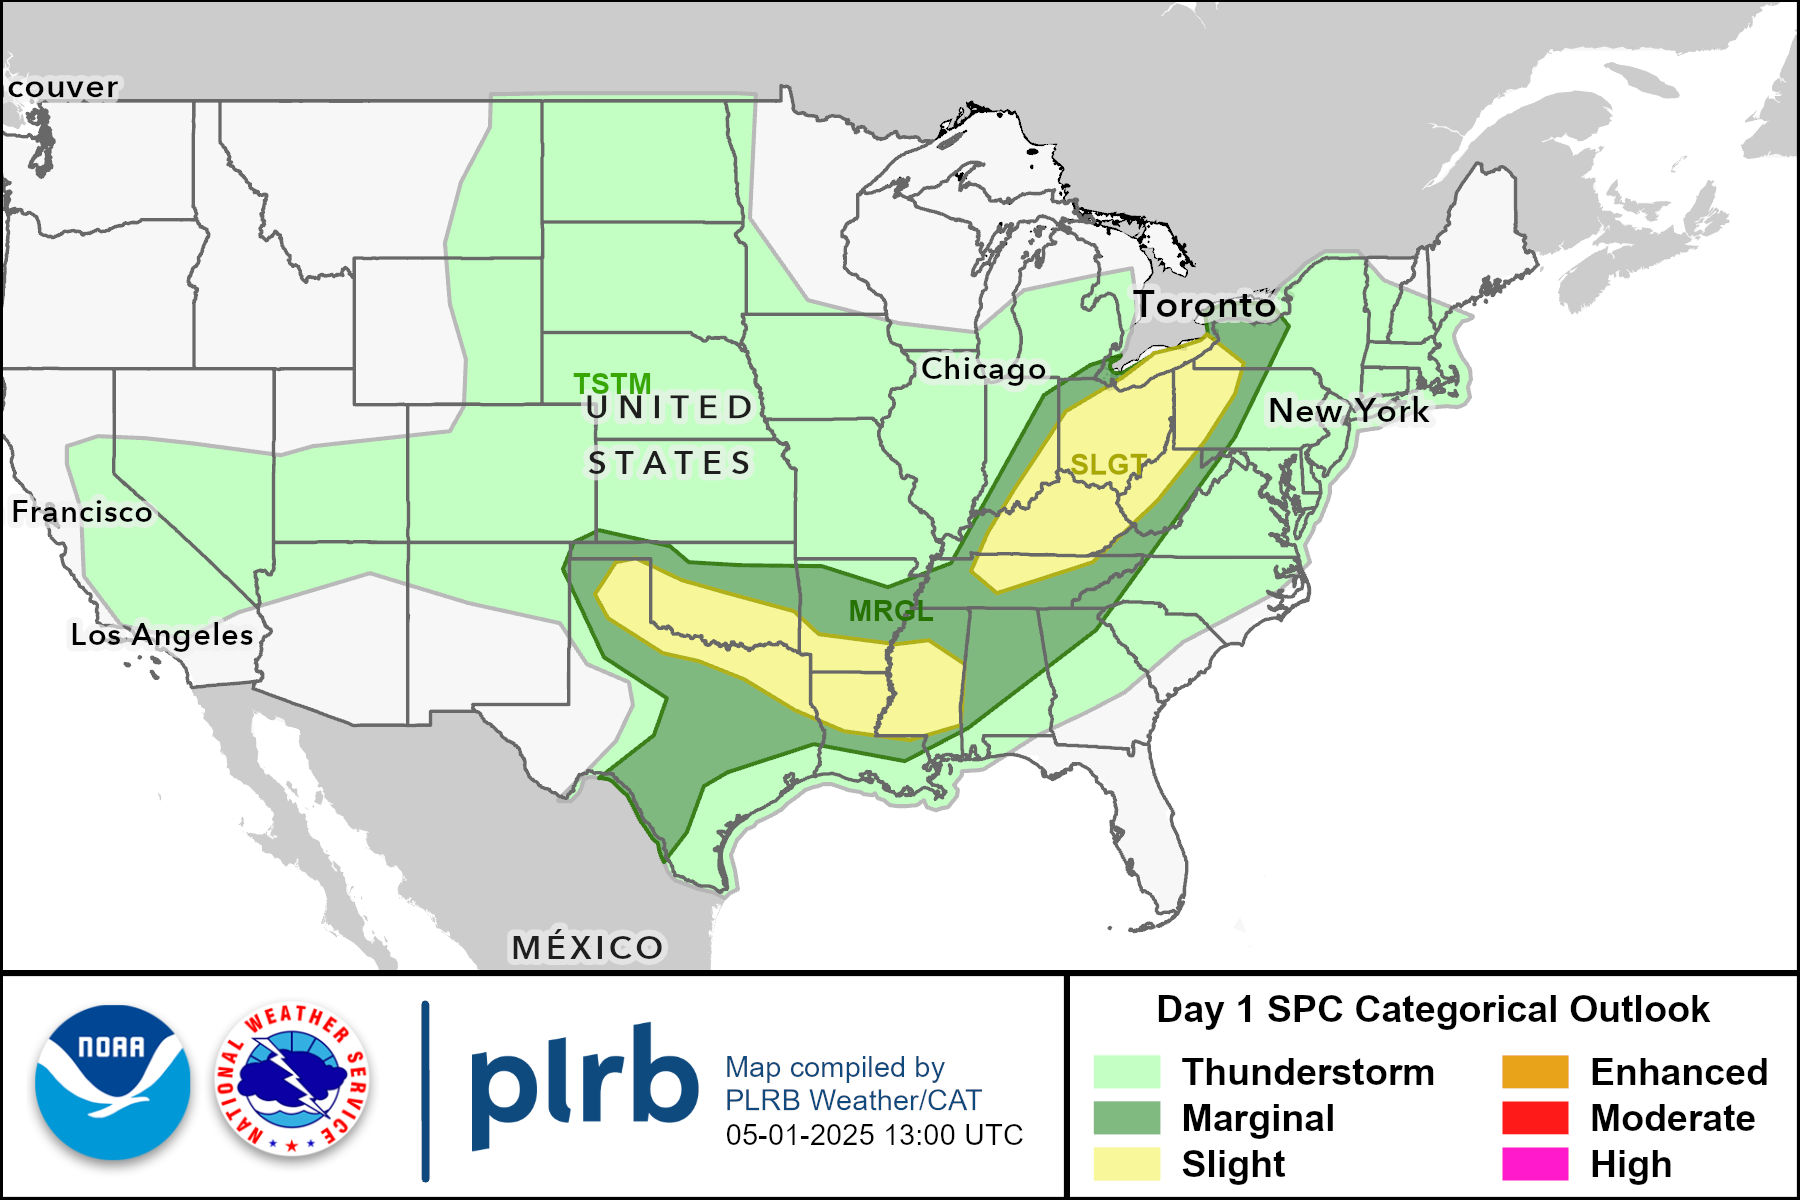 couver
Toronto
Chicago
TSTM
UNITED
New York
STATES
SLGT
Francisco
MRGL
Los Angeles
MÉXICO
NOAA
NATIONAL WEATHER SERVICE
plrb
Map compiled by
PLRB Weather/CAT
05-01-2025 13:00 UTC
Day 1 SPC Categorical Outlook
Thunderstorm
Marginal
Slight
Enhanced
Moderate
High